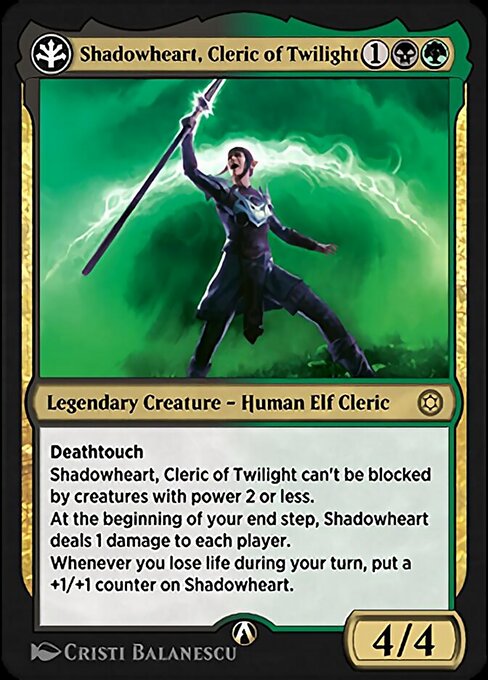 Shadowheart, Cleric of Twilight 1
Legendary Creature – Human Elf Cleric
Deathtouch
Shadowheart, Cleric of Twilight can't be blocked
by creatures with power 2 or less.
At the beginning of your end step, Shadowheart
deals 1 damage to each player.
Whenever you lose life during your turn, put a
+1/+1 counter on Shadowheart.
4/4
Cristi Balanescu